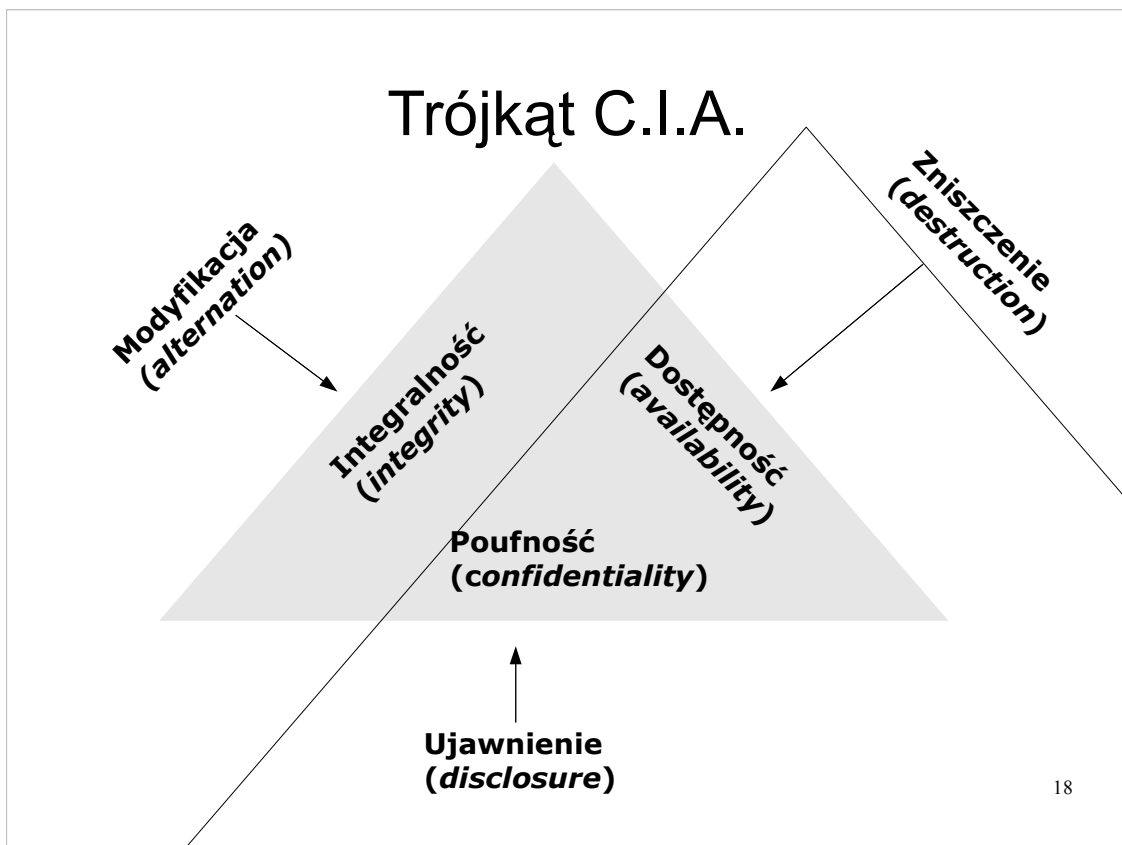 Trójkąt C.I.A.
Modyfikacja
(alternation)
Zniszczenie
(destruction)
Integralność
(integrity)
Dostępność
(availability)
Poufność
(confidentiality)
Ujawnienie
(disclosure)
18